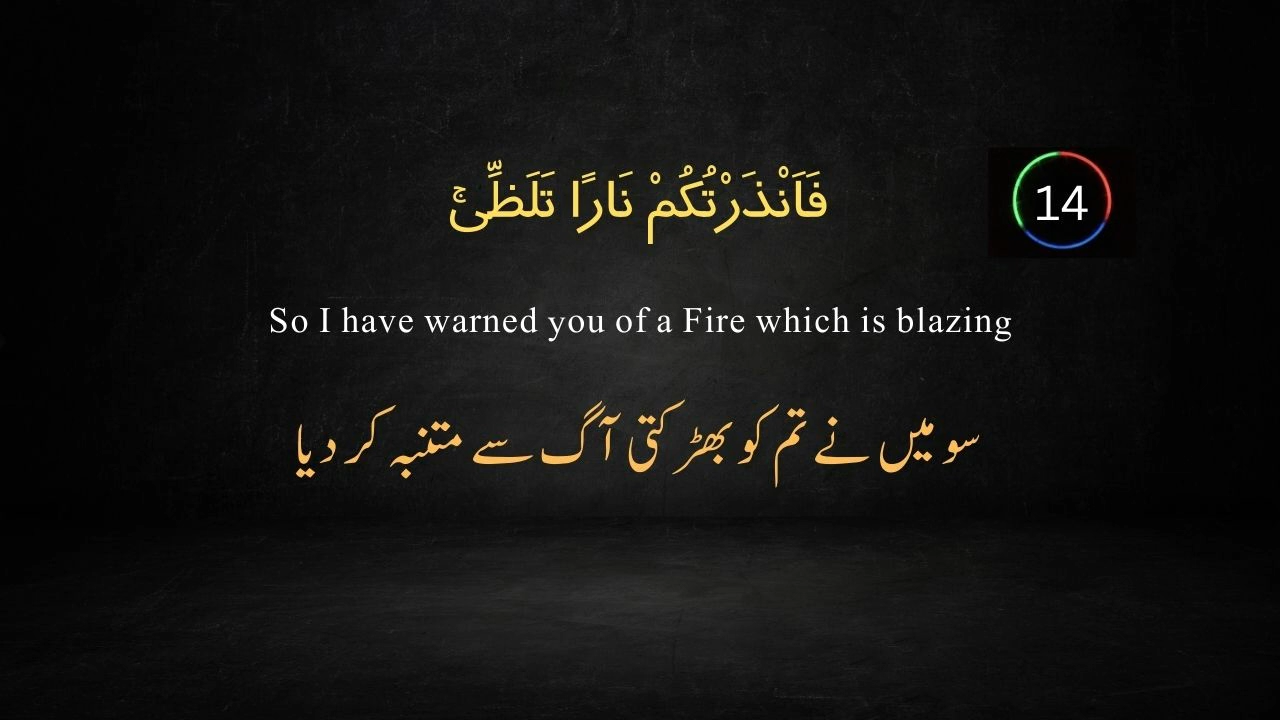 فَاَنْذَرْتُكُمْ نَارًا تَلَظّٰىۚ
14
So I have warned you of a Fire which is blazing
سو میں نے تم کو بھڑکتی آگ سے متنبہ کر دیا